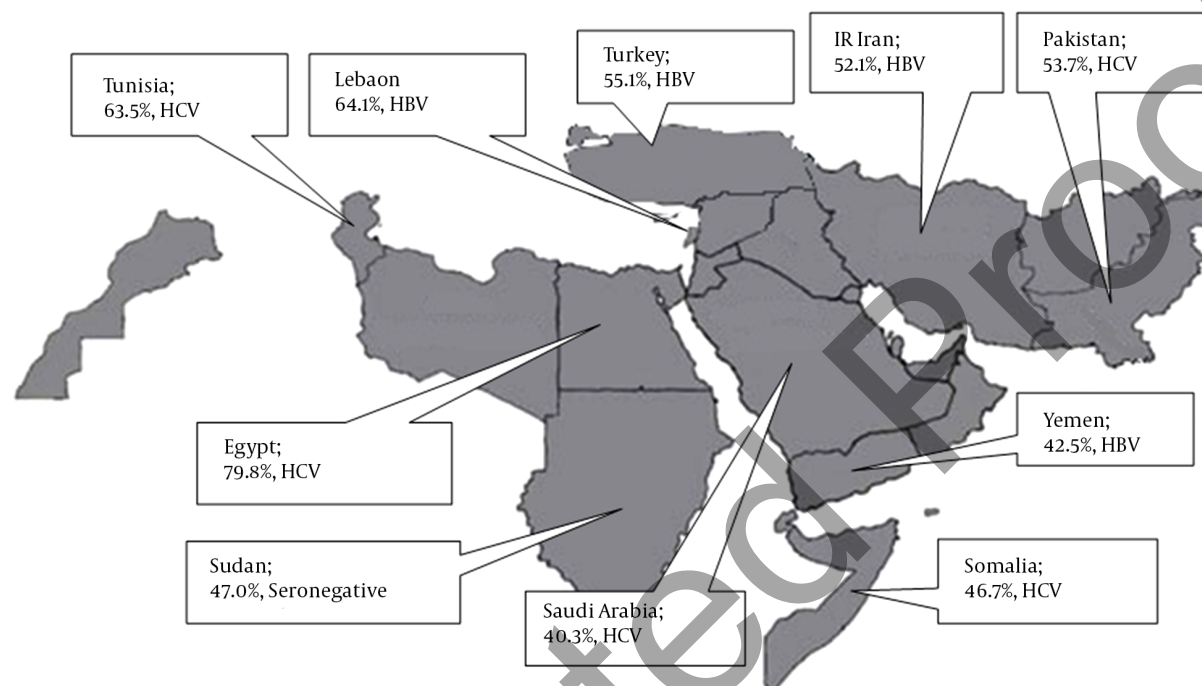 Tunisia;
63.5%, HCV
Lebaon
64.1%, HBV
Turkey;
55.1%, HBV
IR Iran;
52.1%, HBV
Pakistan;
53.7%, HCV
Egypt;
79.8%, HCV
Yemen;
42.5%, HBV
Sudan;
47.0%, Seronegative
Saudi Arabia;
40.3%, HCV
Somalia;
46.7%, HCV
ted Proo